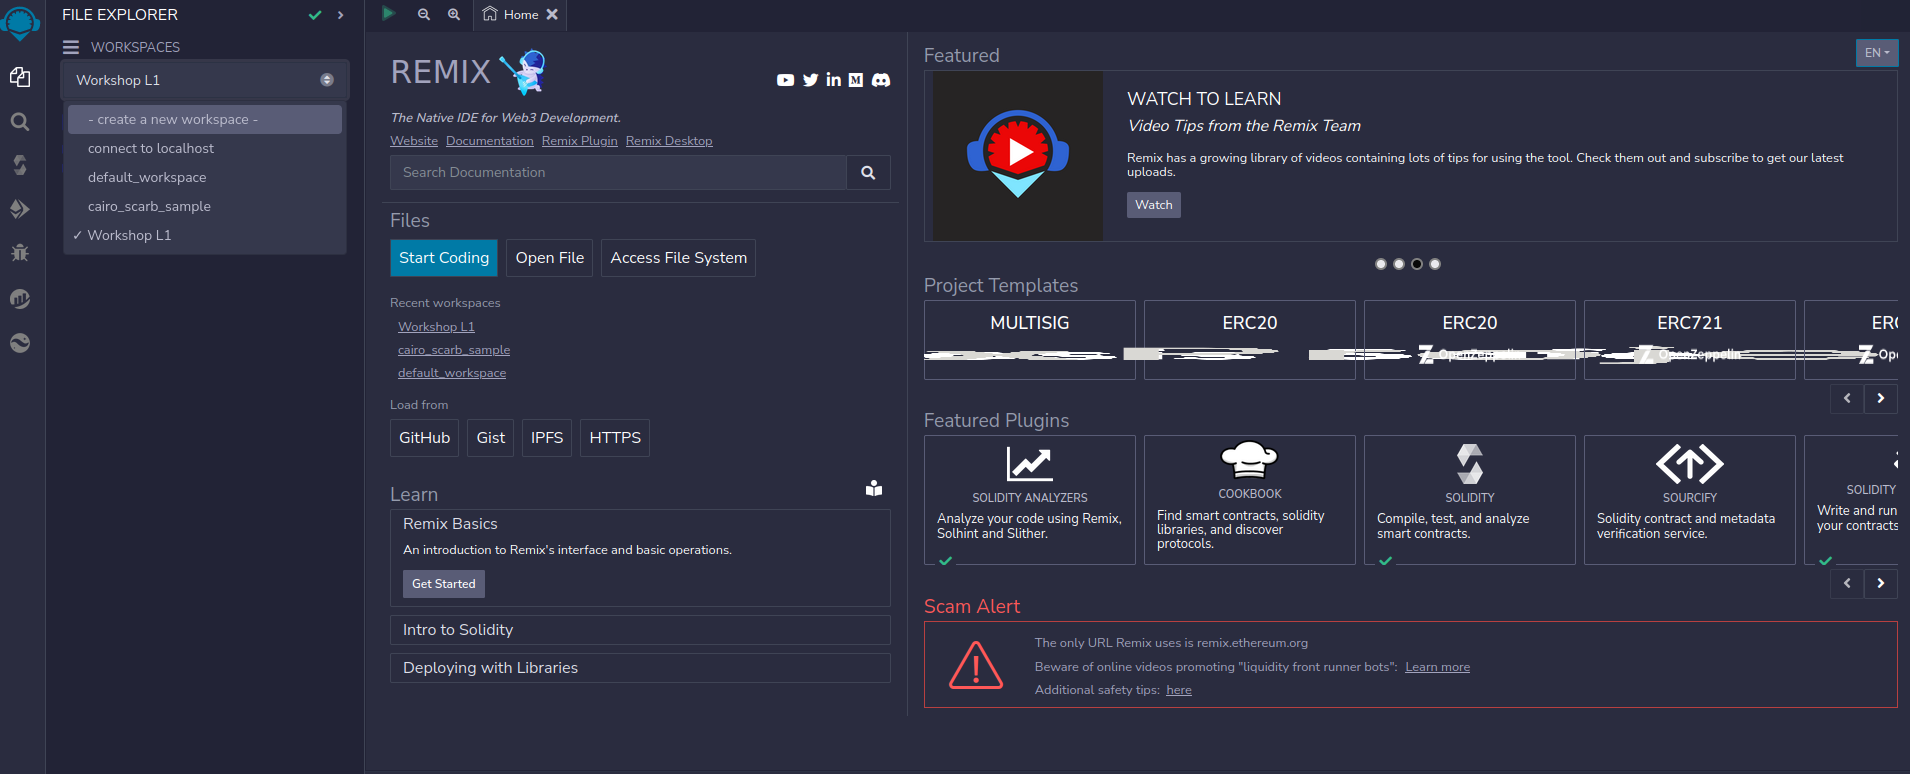 FILE EXPLORER
WORKSPACES
Workshop L1
- create a new workspace -
connect to localhost
default_workspace
cairo_scarb_sample
✓ Workshop L1
Home
REMIX
The Native IDE for Web3 Development.
Website Documentation Remix Plugin Remix Desktop
Search Documentation
Files
Start Coding Open File Access File System
Recent workspaces
Workshop L1
cairo_scarb_sample
default_workspace
Load from
GitHub Gist IPFS HTTPS
Learn
Remix Basics
An introduction to Remix's interface and basic operations.
Get Started
Intro to Solidity
Deploying with Libraries
Featured
EN
WATCH TO LEARN
Video Tips from the Remix Team
Remix has a growing library of videos containing lots of tips for using the tool. Check them out and subscribe to get our latest
uploads.
Watch
Project Templates
MULTISIG ERC20 ERC20 ERC721 ERC
OpenZeppelin OpenZeppelin Ope
Featured Plugins
SOLIDITY ANALYZERS
Analyze your code using Remix,
Solhint and Slither.
COOKBOOK
Find smart contracts, solidity
libraries, and discover
protocols.
SOLIDITY
Compile, test, and analyze
smart contracts.
SOURCIFY
Solidity contract and metadata
verification service.
SOLIDITY
Write and run
your contracts
Scam Alert
The only URL Remix uses is remix.ethereum.org
Beware of online videos promoting "liquidity front runner bots": Learn more
Additional safety tips: here